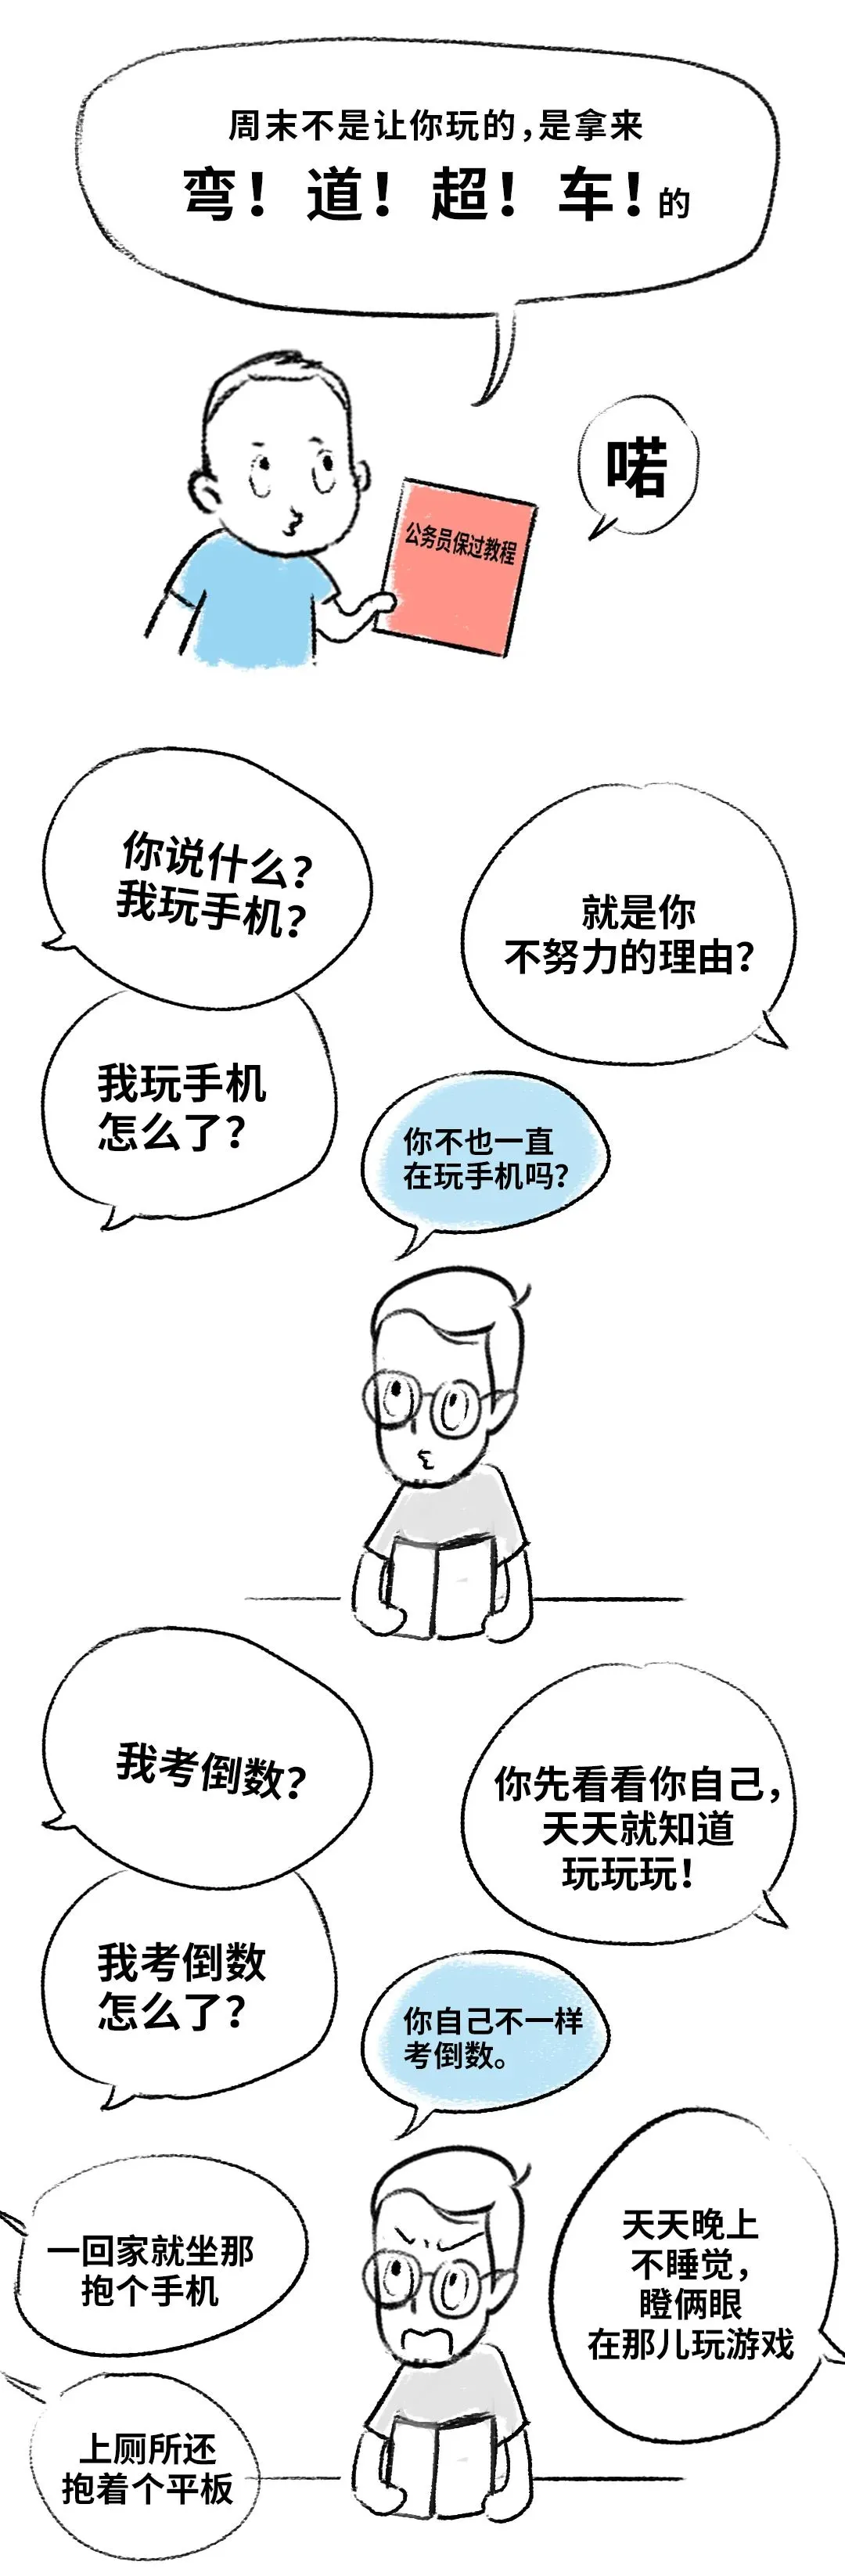 周末不是让你玩的,是拿来
弯！道！超！车！的
喏
公务员保过教程
你说什么？
我玩手机？
就是你
不努力的理由？
我玩手机
怎么了？
你不也一直
在玩手机吗？
我考倒数？
你先看看你自己，
天天就知道
玩玩玩！
我考倒数
怎么了？
你自己不一样
考倒数。
一回家就坐那
抱个手机
天天晚上
不睡觉，
瞪俩眼
在那儿玩游戏
上厕所还
抱着个平板